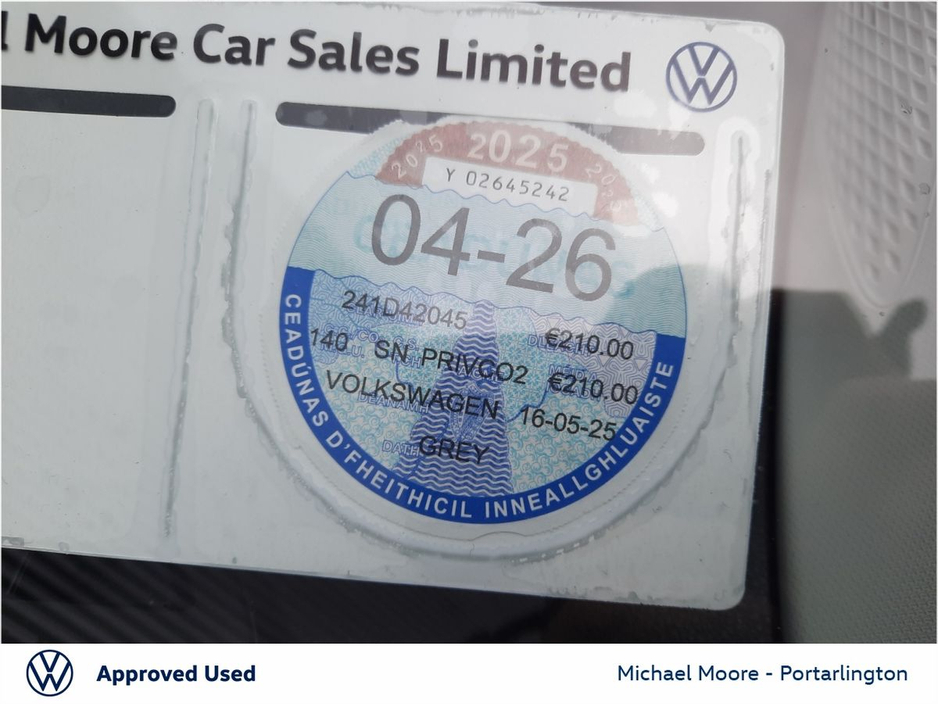 l Moore Car Sales Limited
2025 2025
Y 02645242
04-26
241D42045 €210.00
140 SN PRIVCO2 €210.00
VOLKSWAGEN 16-05-25
GREY
CEADÚNAS D'FHEITHICIL INNEALLGHLUAISTE
Approved Used
Michael Moore - Portarlington